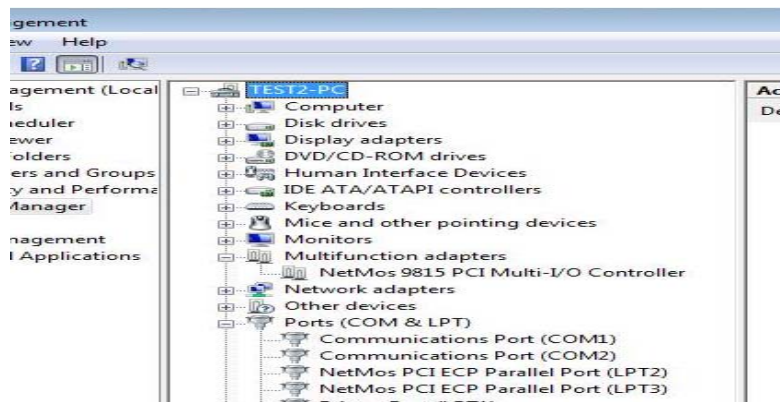 gement
ew Help
agement (Local
ls
heduler
ewer
olders
ers and Groups
y and Performa
Manager
nagement
l Applications
TEST2-PC
Computer
Disk drives
Display adapters
DVD/CD-ROM drives
Human Interface Devices
IDE ATA/ATAPI controllers
Keyboards
Mice and other pointing devices
Monitors
Multifunction adapters
NetMos 9815 PCI Multi-I/O Controller
Network adapters
Other devices
Ports (COM & LPT)
Communications Port (COM1)
Communications Port (COM2)
NetMos PCI ECP Parallel Port (LPT2)
NetMos PCI ECP Parallel Port (LPT3)
Ac
De